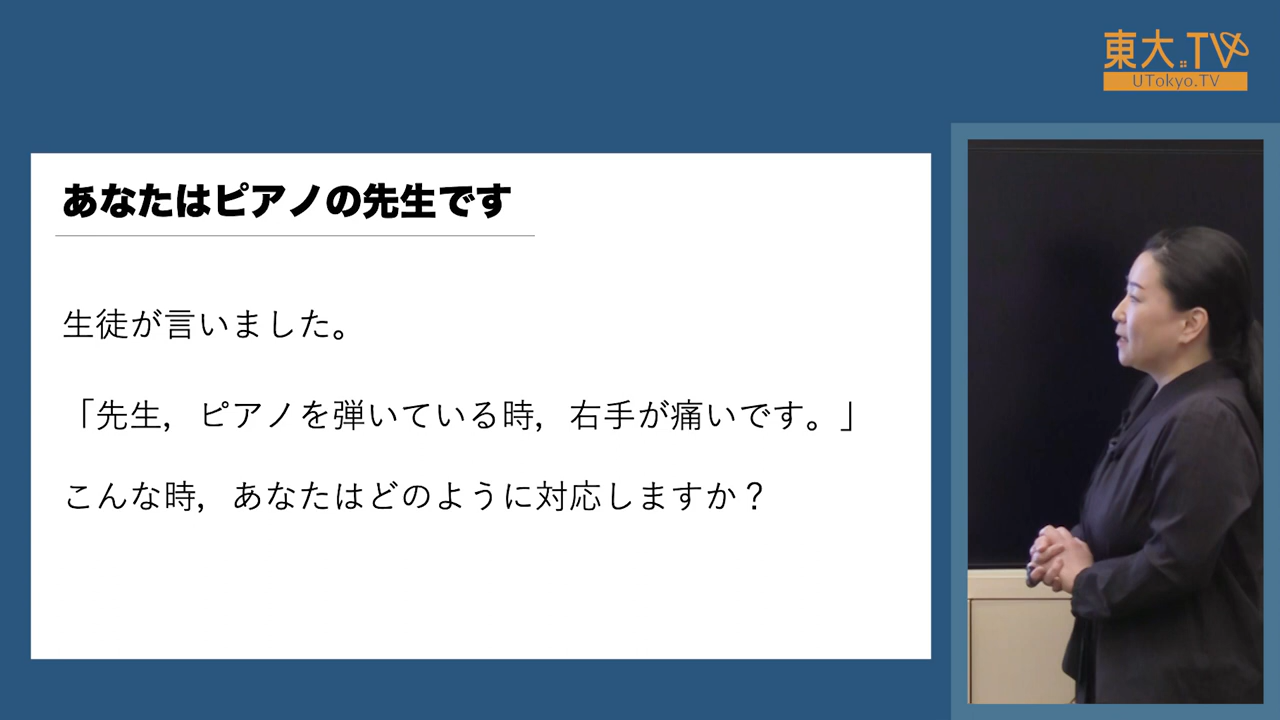 東大.TV
UTokyo.TV
あなたはピアノの先生です
生徒が言いました。
「先生，ピアノを弾いている時，右手が痛いです。」
こんな時，あなたはどのように対応しますか？